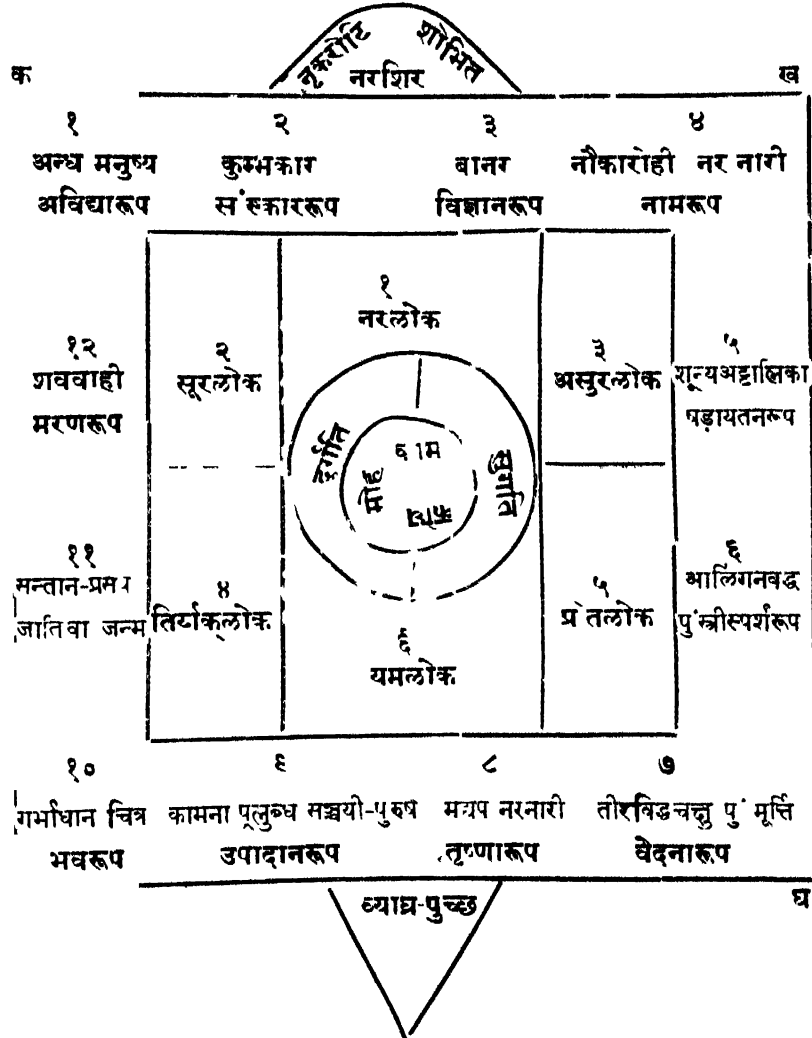 नृकरोटि शोभित
नरशिर
क ख
१ २ ३ ४
अन्ध मनुष्य कुम्भकार बानर नौकारोही नर नारी
अविद्यारूप संस्काररूप विज्ञानरूप नामरूप
१
नरलोक
१२ २ ३ ५
शववाही सूरलोक असुरलोक शून्यअट्टालिका
मरणरूप षड़ायतनरूप
दुर्गति सुगति
मोह काम
क्रोध
११ ४ ५ ६
सन्तान-प्रसव आलिंगनवद्ध
जाति वा जन्म तिर्य्यक्‌लोक प्रेतलोक पुंस्त्रीस्पर्शरूप
६
यमलोक
१० ९ ८ ७
गर्भाधान चित्र कामना प्रलुब्ध सञ्चयी-पुरुष मद्यप नरनारी तीरविद्धचक्षु पुं मूर्त्ति
भवरूप उपादानरूप तृष्णारूप वेदनारूप
व्याघ्र-पुच्छ घ